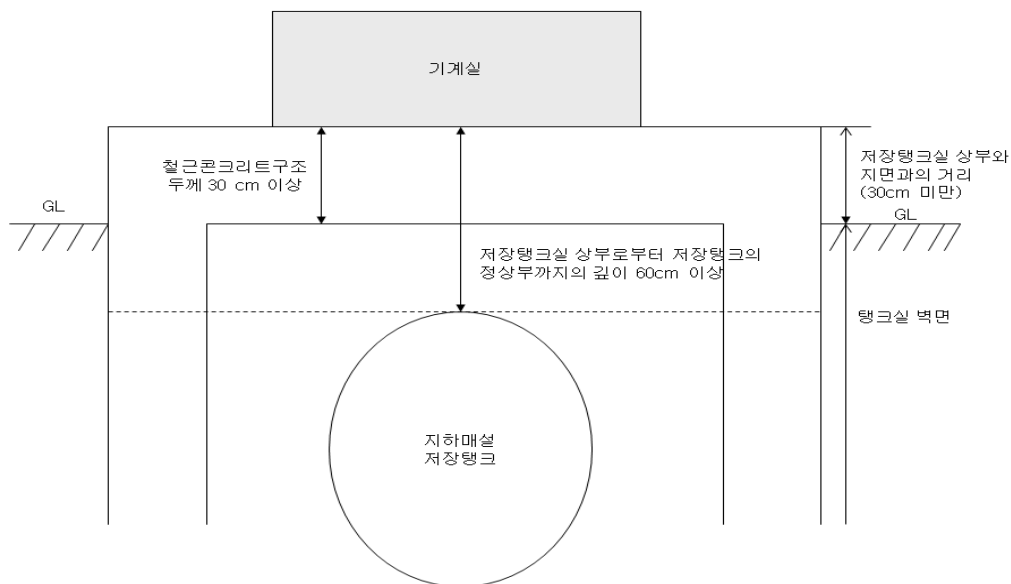 기계실
철근콘크리트구조
두께 30 cm 이상
저장탱크실 상부와
지면과의 거리
(30cm 미만)
GL
GL
저장탱크실 상부로부터 저장탱크의
정상부까지의 깊이 60cm 이상
탱크실 벽면
지하매설
저장탱크